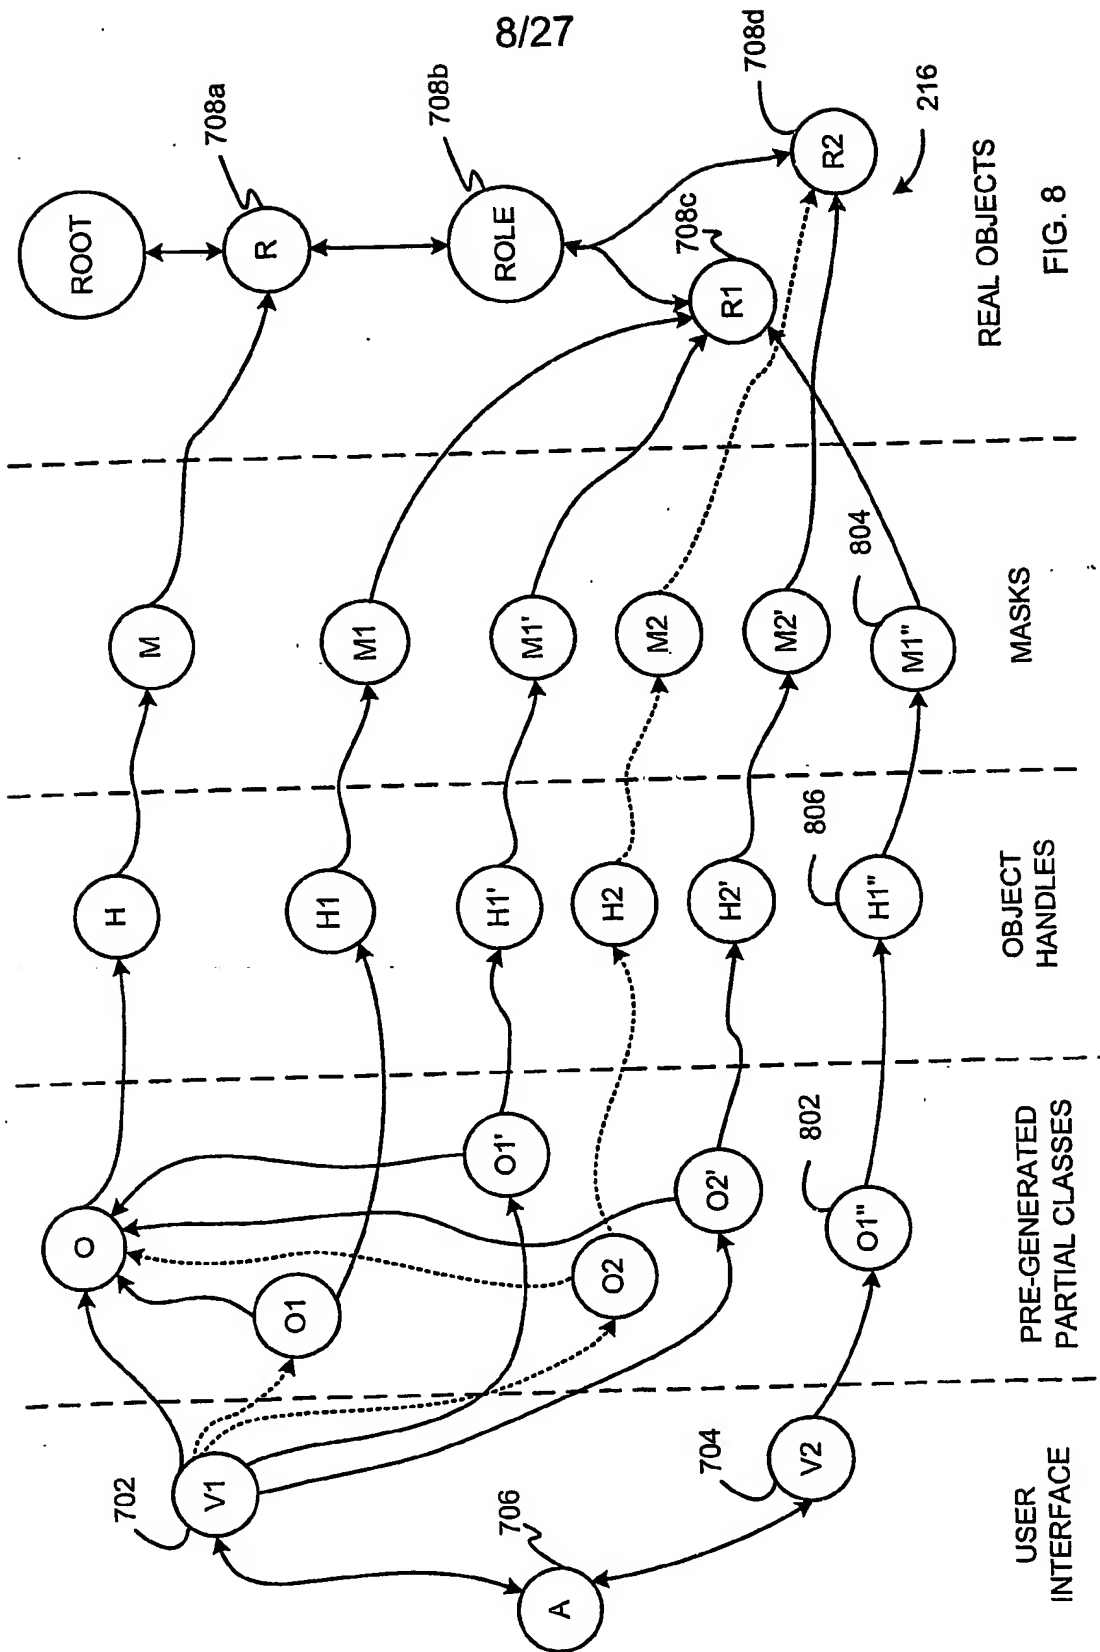 8/27
ROOT
R
708a
ROLE
708b
R1
708c
R2
708d
216
REAL OBJECTS
FIG. 8
M
M1
M1'
M2
M2'
M1"
804
MASKS
H
H1
H1'
H2
H2'
H1"
806
OBJECT
HANDLES
O
O1
O1'
O2
O2'
O1"
802
PRE-GENERATED
PARTIAL CLASSES
702
V1
706
A
704
V2
USER
INTERFACE